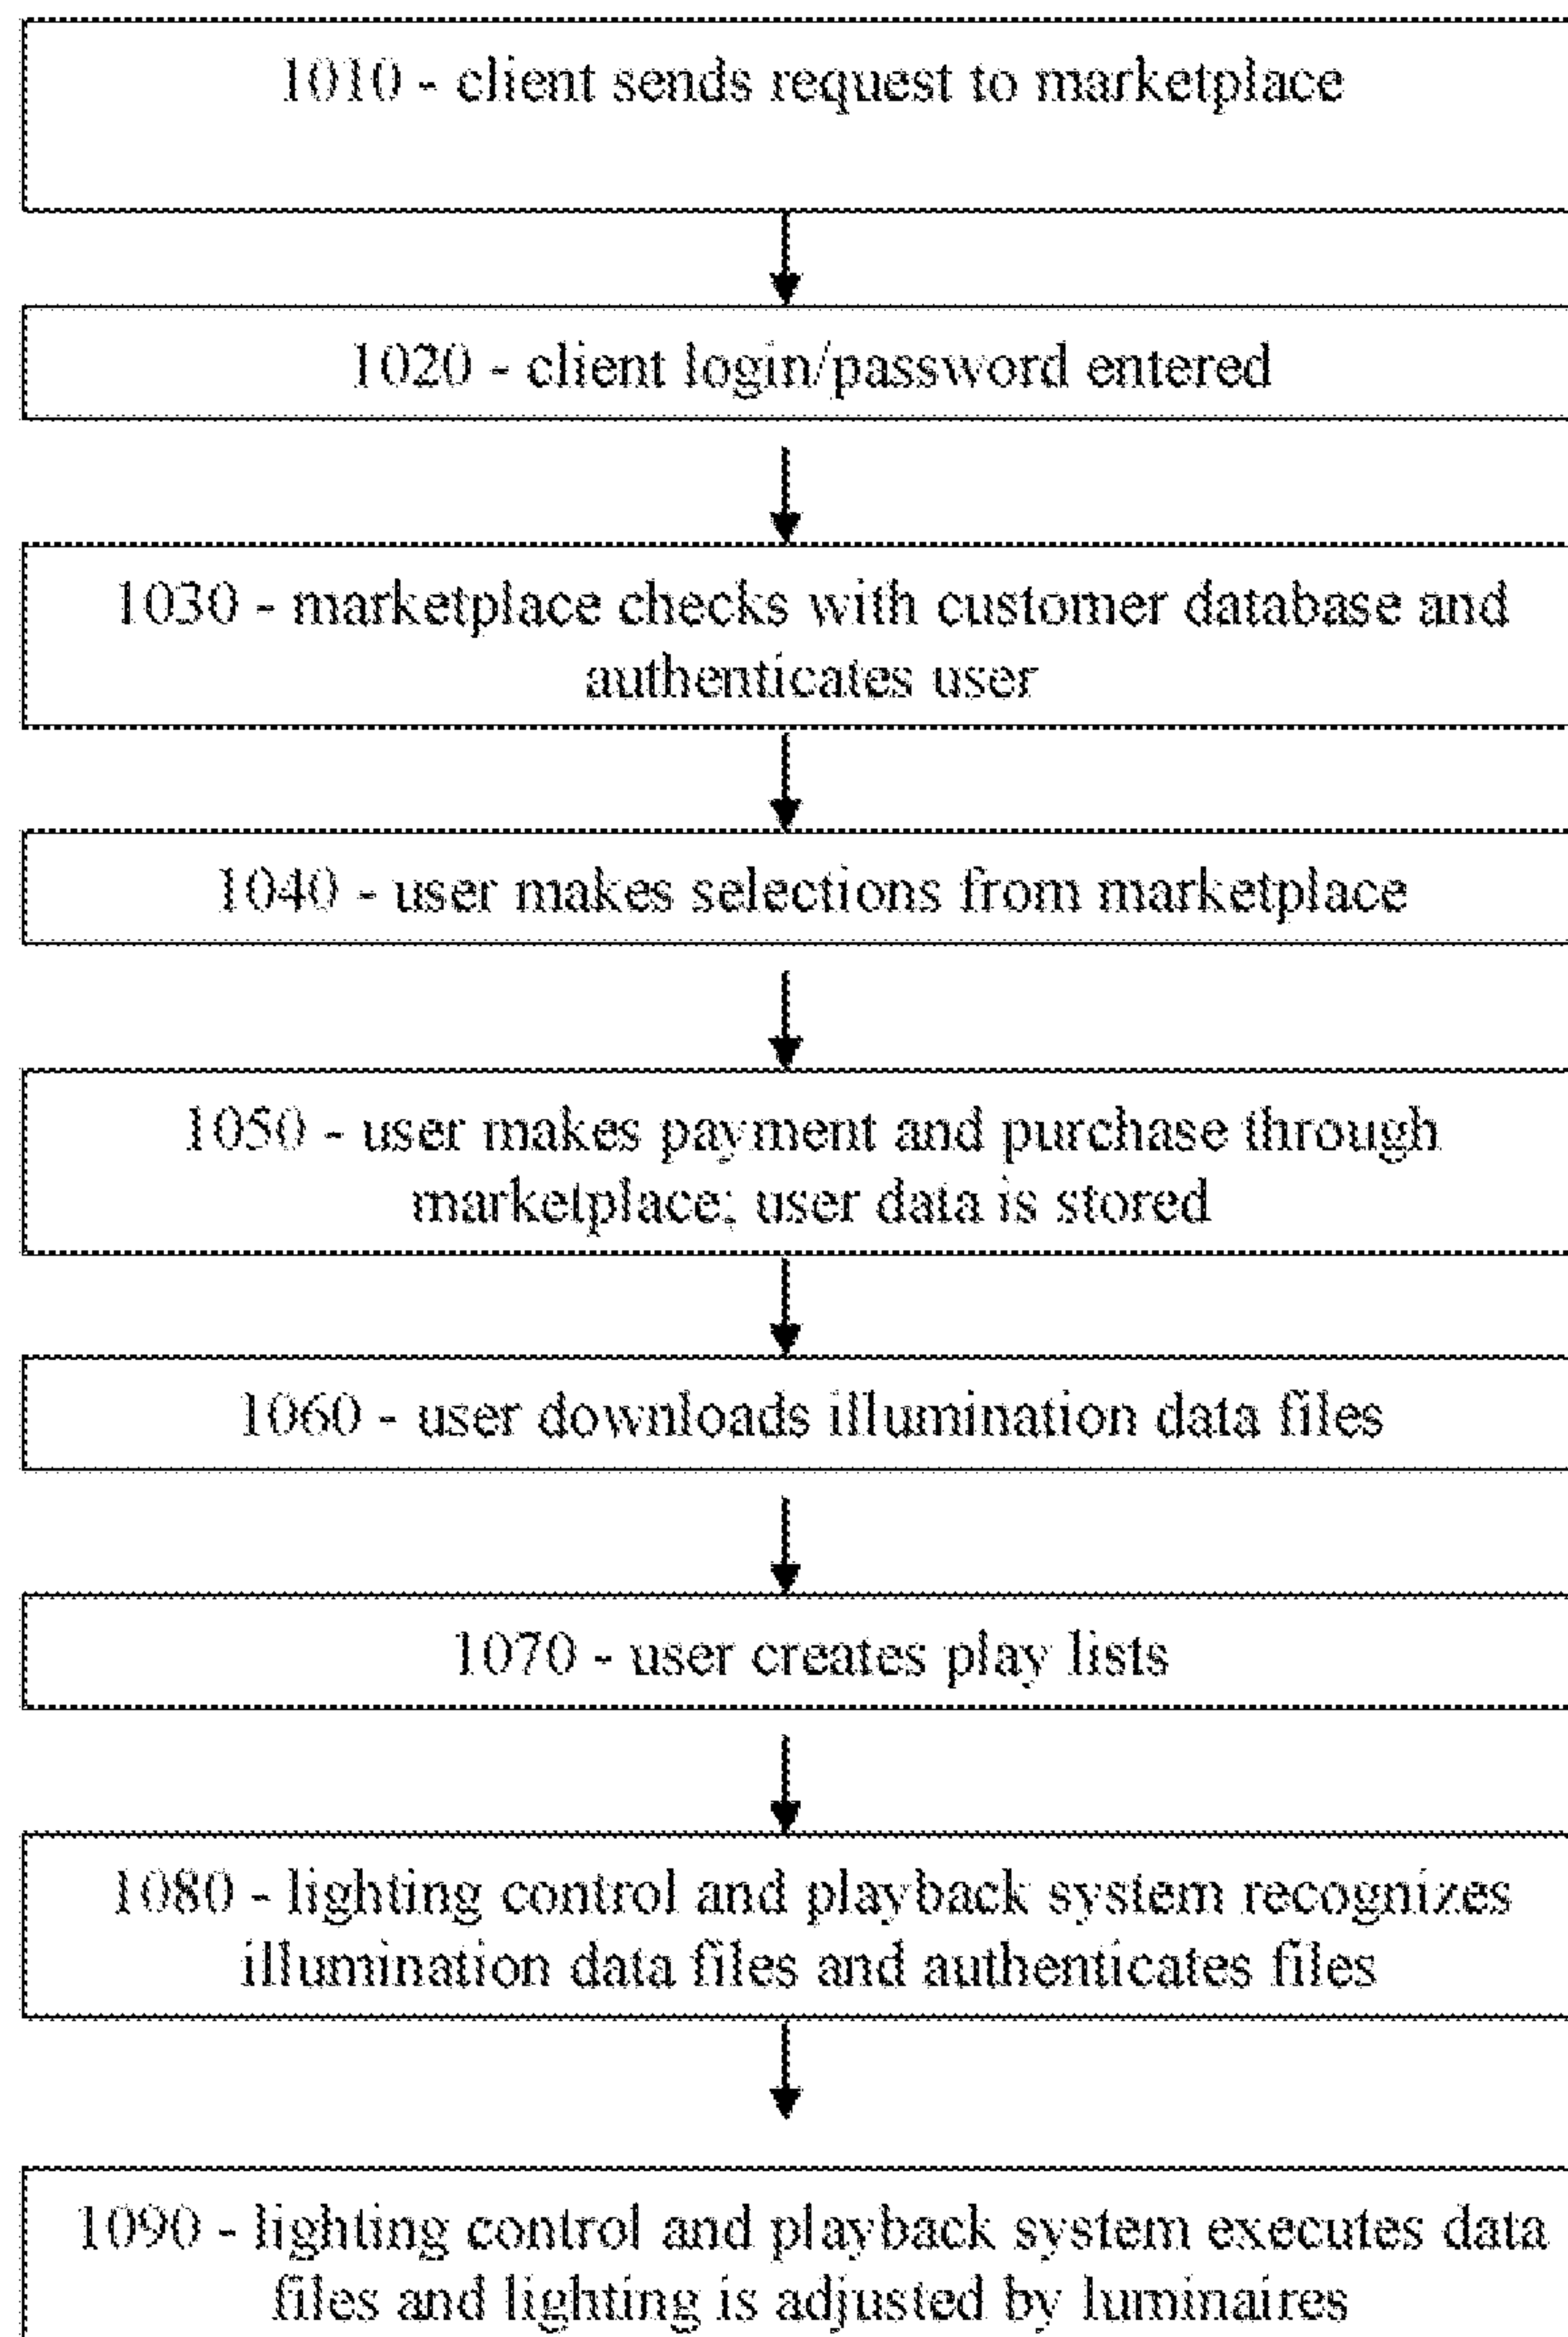 1010 - client sends request to marketplace
1020 - client login/password entered
1030 - marketplace checks with customer database and
authenticates user
1040 - user makes selections from marketplace
1050 - user makes payment and purchase through
marketplace; user data is stored
1060 - user downloads illumination data files
1070 - user creates play lists
1080 - lighting control and playback system recognizes
illumination data files and authenticates files
1090 - lighting control and playback system executes data
files and lighting is adjusted by luminaires